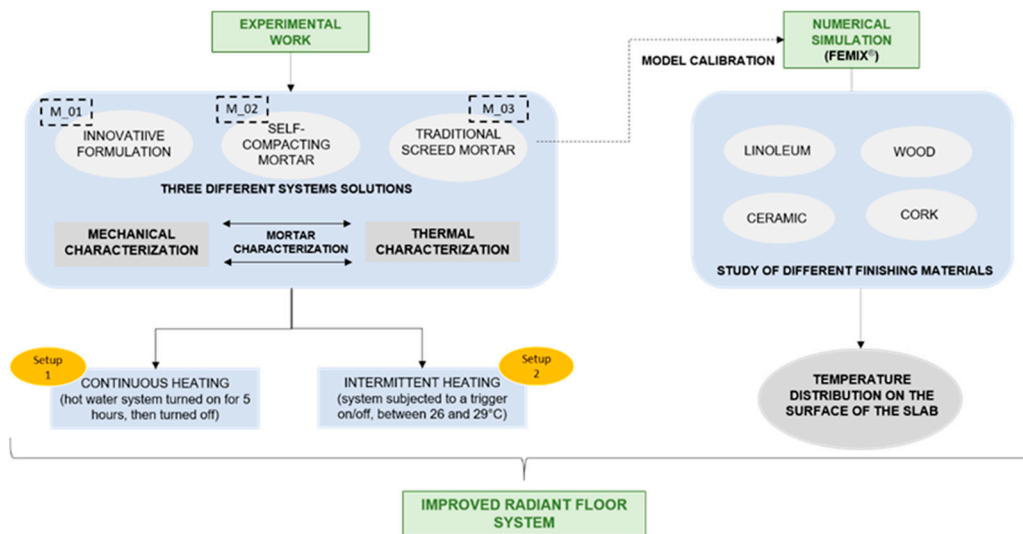 EXPERIMENTAL
WORK
M_01
INNOVATIIVE
FORMULATION
M_02
SELF-
COMPACTING
MORTAR
M_03
TRADITIONAL
SCREED MORTAR
THREE DIFFERENT SYSTEMS SOLUTIONS
MECHANICAL
CHARACTERIZATION
MORTAR
CHARACTERIZATION
THERMAL
CHARACTERIZATION
Setup
1
CONTINUOUS HEATING
(hot water system turned on for 5
hours, then turned off)
INTERMITTENT HEATING
(system subjected to a trigger
on/off, between 26 and 29°C)
Setup
2
MODEL CALIBRATION
NUMERICAL
SIMULATION
(FEMIX®)
LINOLEUM
WOOD
CERAMIC
CORK
STUDY OF DIFFERENT FINISHING MATERIALS
TEMPERATURE
DISTRIBUTION ON THE
SURFACE OF THE SLAB
IMPROVED RADIANT FLOOR
SYSTEM